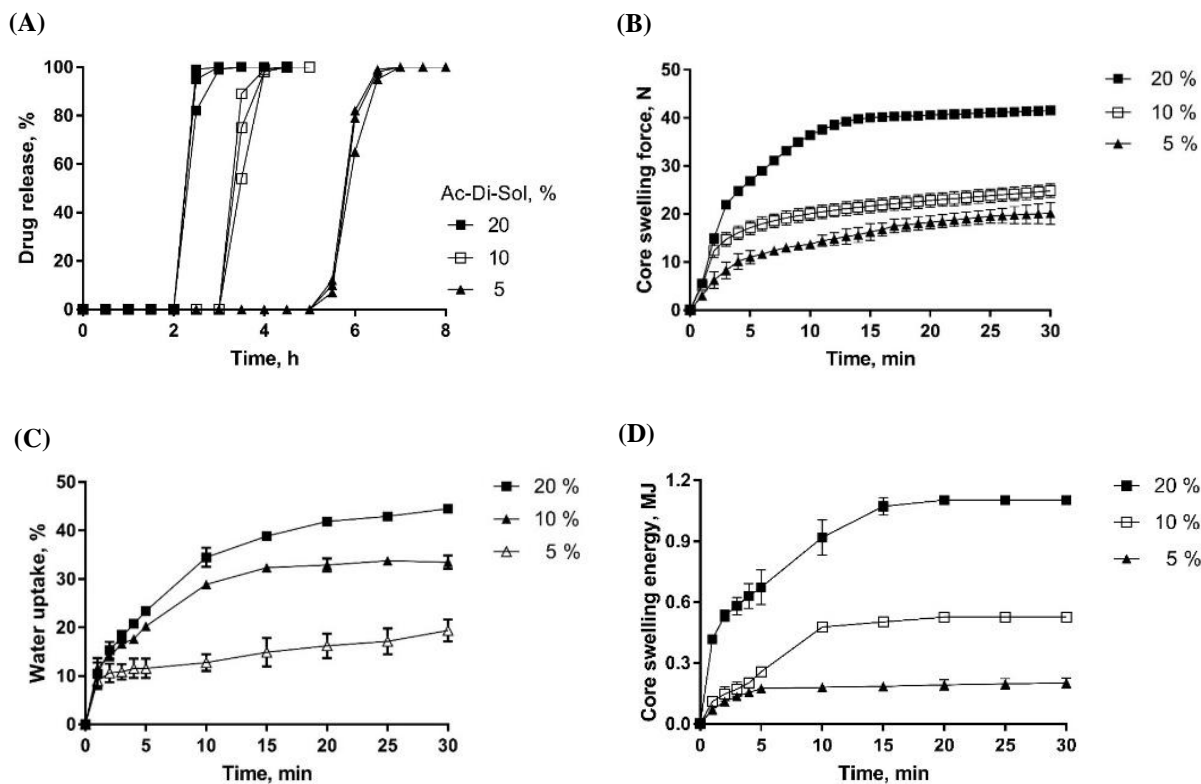 (A)
Drug release, %
100
80
60
40
20
0
0 2 4 6 8
Time, h
Ac-Di-Sol, %
20
10
5
(B)
Core swelling force, N
50
40
30
20
10
0
0 5 10 15 20 25 30
Time, min
20 %
10 %
5 %
(C)
Water uptake, %
50
40
30
20
10
0
0 5 10 15 20 25 30
Time, min
20 %
10 %
5 %
(D)
Core swelling energy, MJ
1.2
0.9
0.6
0.3
0.0
0 5 10 15 20 25 30
Time, min
20 %
10 %
5 %